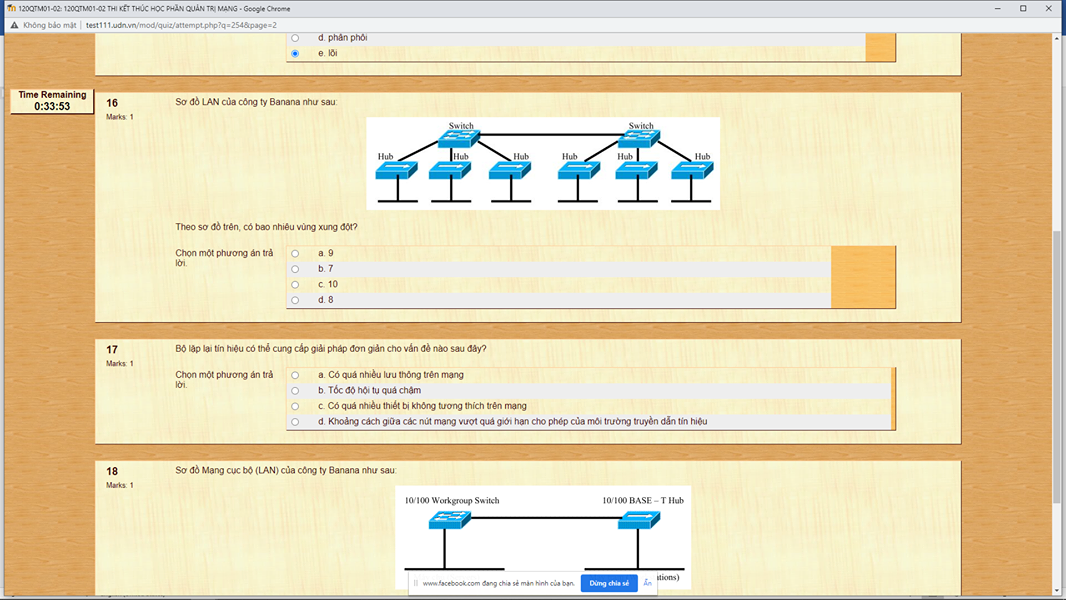 120QTM01-02: 120QTM01-02 THI KẾT THÚC HỌC PHẦN QUẢN TRỊ MẠNG - Google Chrome
Không bảo mật | test111.udn.vn/mod/quiz/attempt.php?q=254&page=2
d. phân phối
e. lõi
Time Remaining
0:33:53
16
Marks: 1
Sơ đồ LAN của công ty Banana như sau:
Switch Switch
Hub Hub Hub Hub Hub Hub
Theo sơ đồ trên, có bao nhiêu vùng xung đột?
Chọn một phương án trả
lời.
a. 9
b. 7
c. 10
d. 8
17
Marks: 1
Bộ lặp lại tín hiệu có thể cung cấp giải pháp đơn giản cho vấn đề nào sau đây?
Chọn một phương án trả
lời.
a. Có quá nhiều lưu thông trên mạng
b. Tốc độ hội tụ quá chậm
c. Có quá nhiều thiết bị không tương thích trên mạng
d. Khoảng cách giữa các nút mạng vượt quá giới hạn cho phép của môi trường truyền dẫn tín hiệu
18
Marks: 1
Sơ đồ Mạng cục bộ (LAN) của công ty Banana như sau:
10/100 Workgroup Switch 10/100 BASE – T Hub
www.facebook.com đang chia sẻ màn hình của bạn. Dừng chia sẻ Ẩn